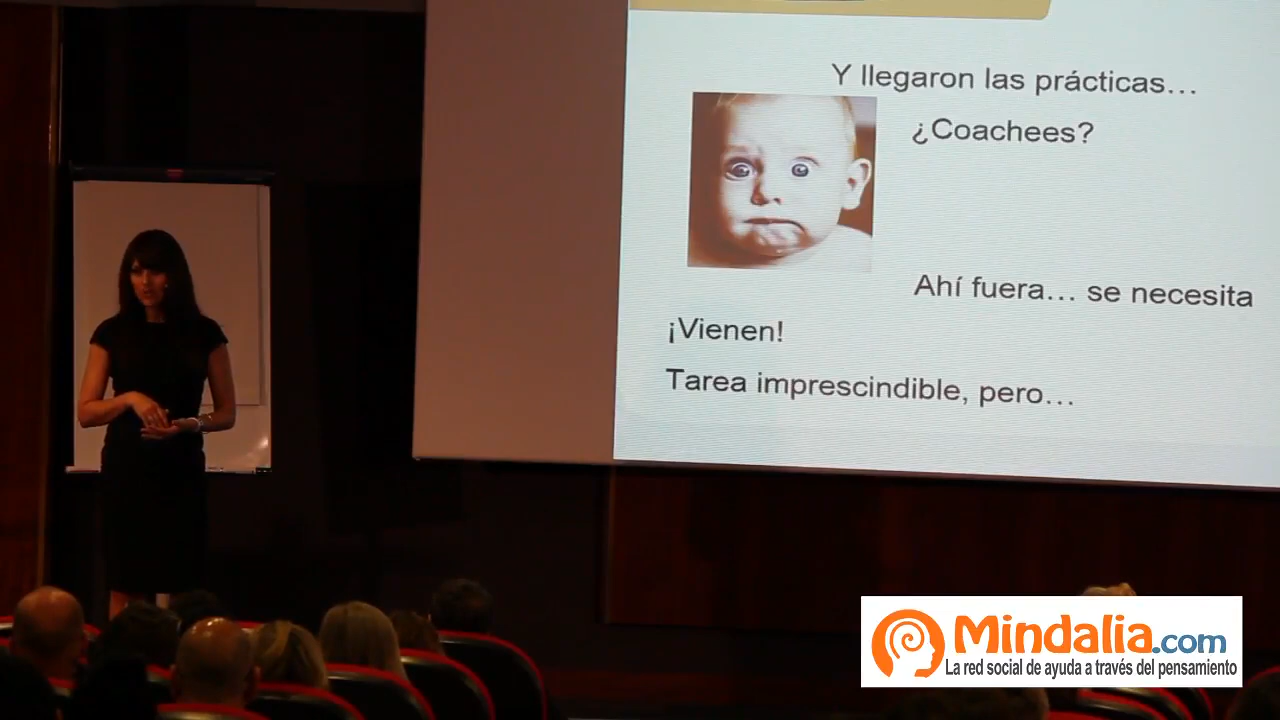 Y llegaron las prácticas...
¿Coachees?
Ahí fuera... se necesita
¡Vienen!
Tarea imprescindible, pero...
Mindalia.com
La red social de ayuda a través del pensamiento